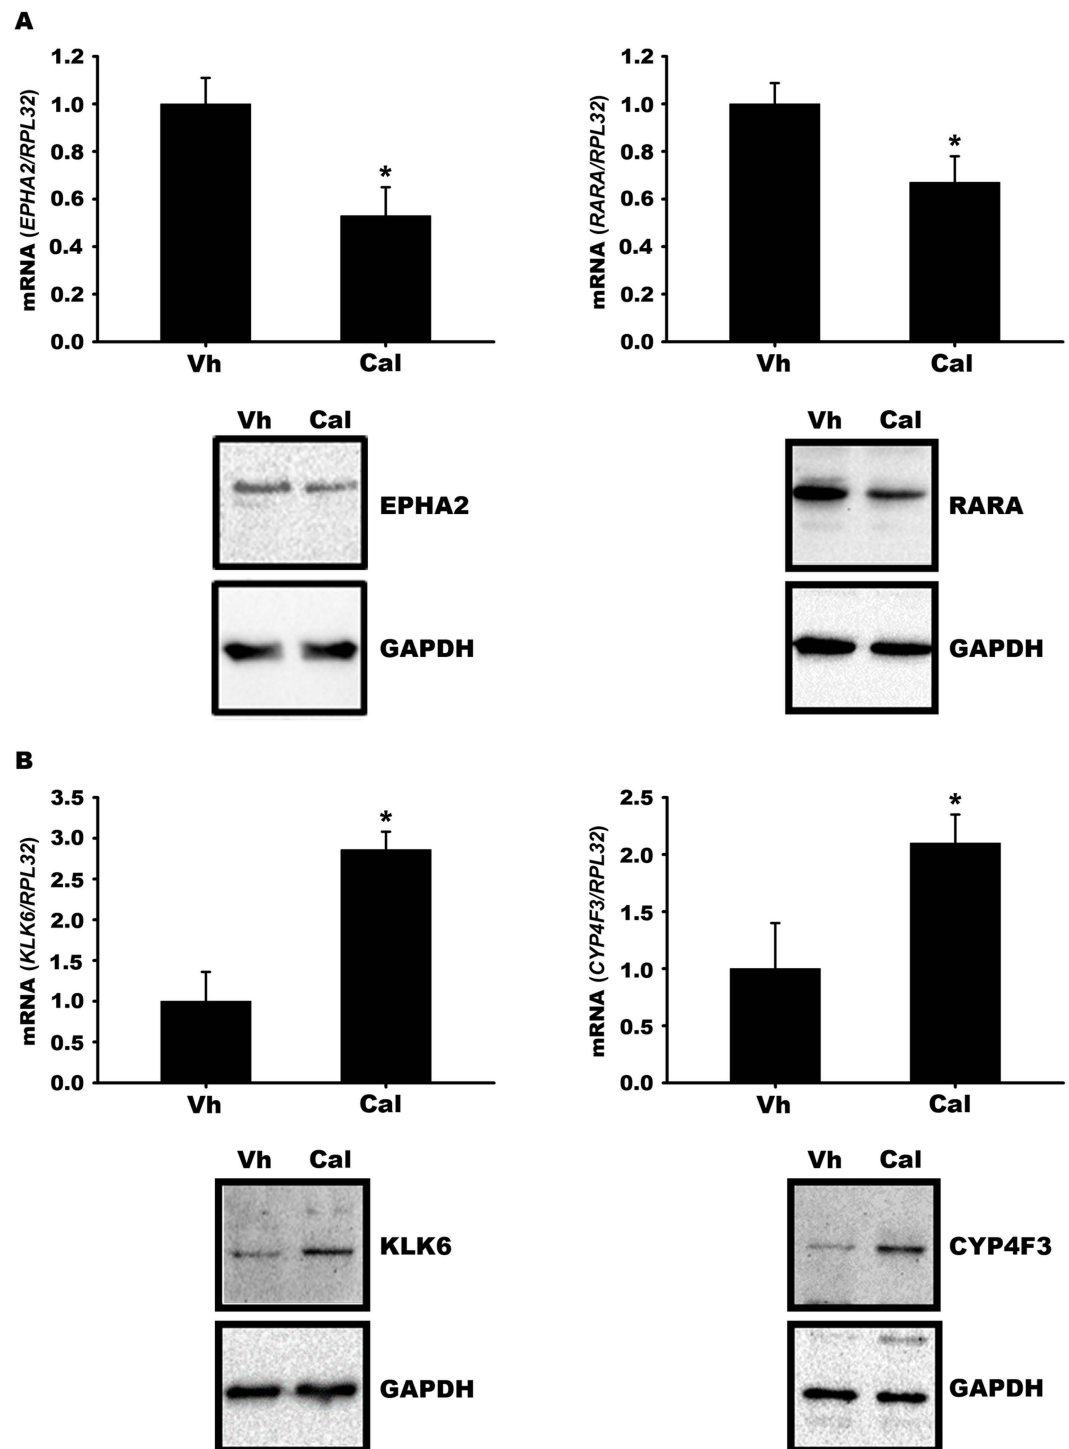 A
1.2
1.0
0.8
0.6
0.4
0.2
0.0
mRNA (EPHA2/RPL32)
*
Vh Cal
1.2
1.0
0.8
0.6
0.4
0.2
0.0
mRNA (RARA/RPL32)
*
Vh Cal
Vh Cal
EPHA2
GAPDH
Vh Cal
RARA
GAPDH
B
3.5
3.0
2.5
2.0
1.5
1.0
0.5
0.0
mRNA (KLK6/RPL32)
*
Vh Cal
2.5
2.0
1.5
1.0
0.5
0.0
mRNA (CYP4F3/RPL32)
*
Vh Cal
Vh Cal
KLK6
GAPDH
Vh Cal
CYP4F3
GAPDH